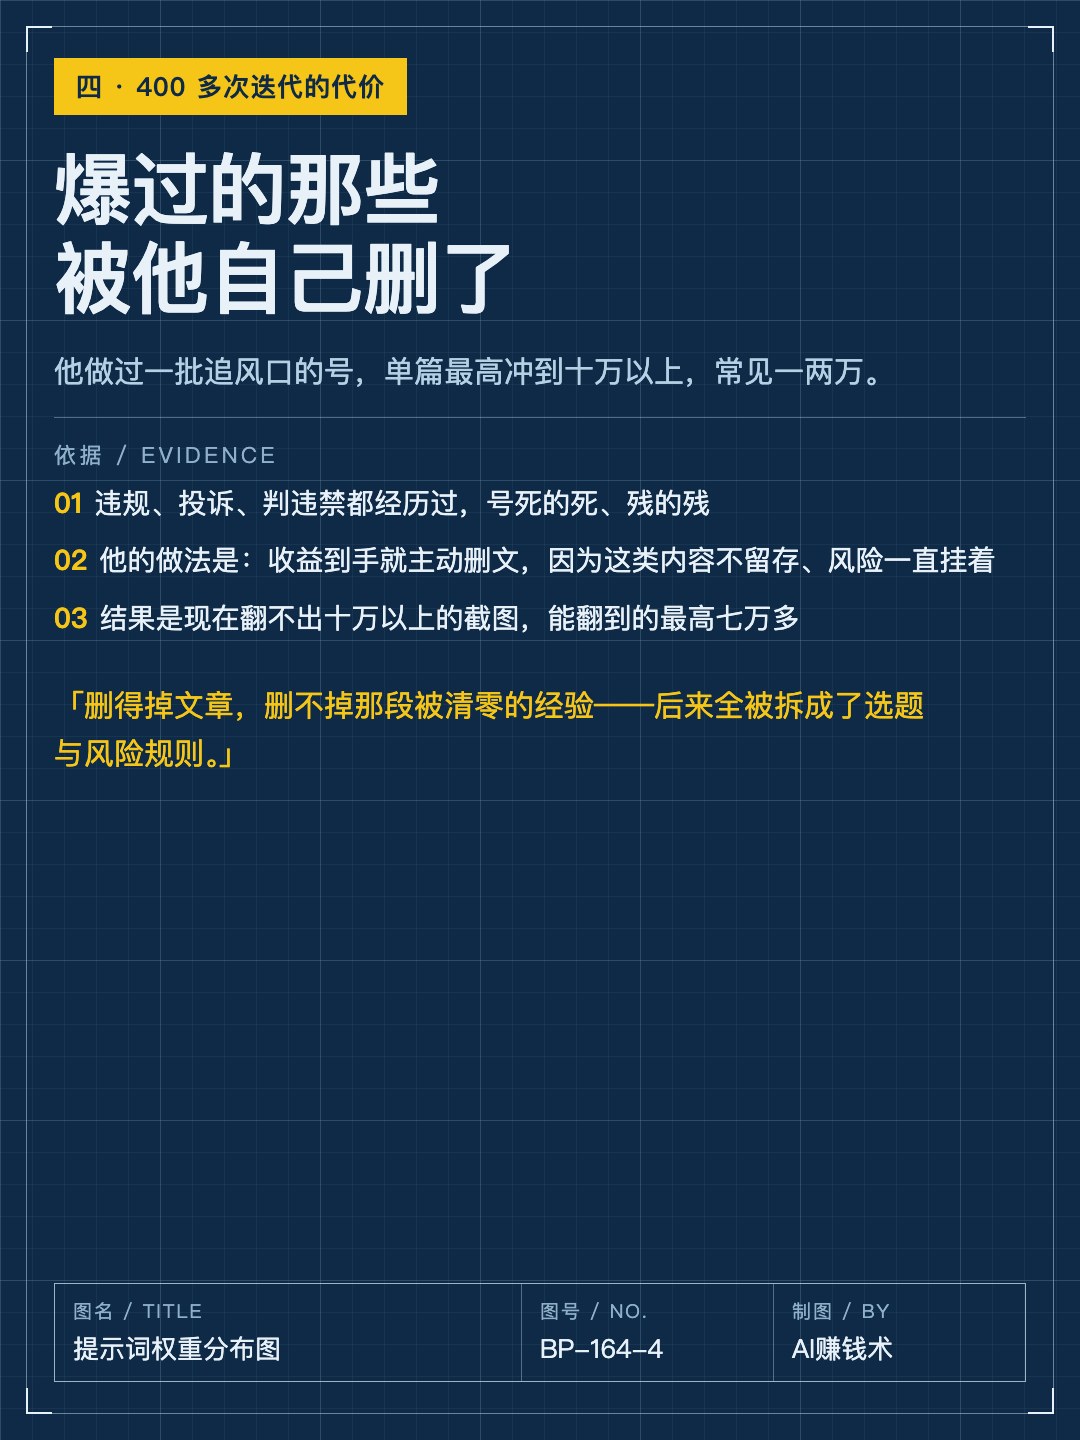 四 · 400 多次迭代的代价
爆过的那些
被他自己删了
他做过一批追风口的号，单篇最高冲到十万以上，常见一两万。
依据 / EVIDENCE
01 违规、投诉、判违禁都经历过，号死的死、残的残
02 他的做法是：收益到手就主动删文，因为这类内容不留存、风险一直挂着
03 结果是现在翻不出十万以上的截图，能翻到的最高七万多
「删得掉文章，删不掉那段被清零的经验——后来全被拆成了选题
与风险规则。」
图名 / TITLE
提示词权重分布图
图号 / NO.
BP-164-4
制图 / BY
AI赚钱术